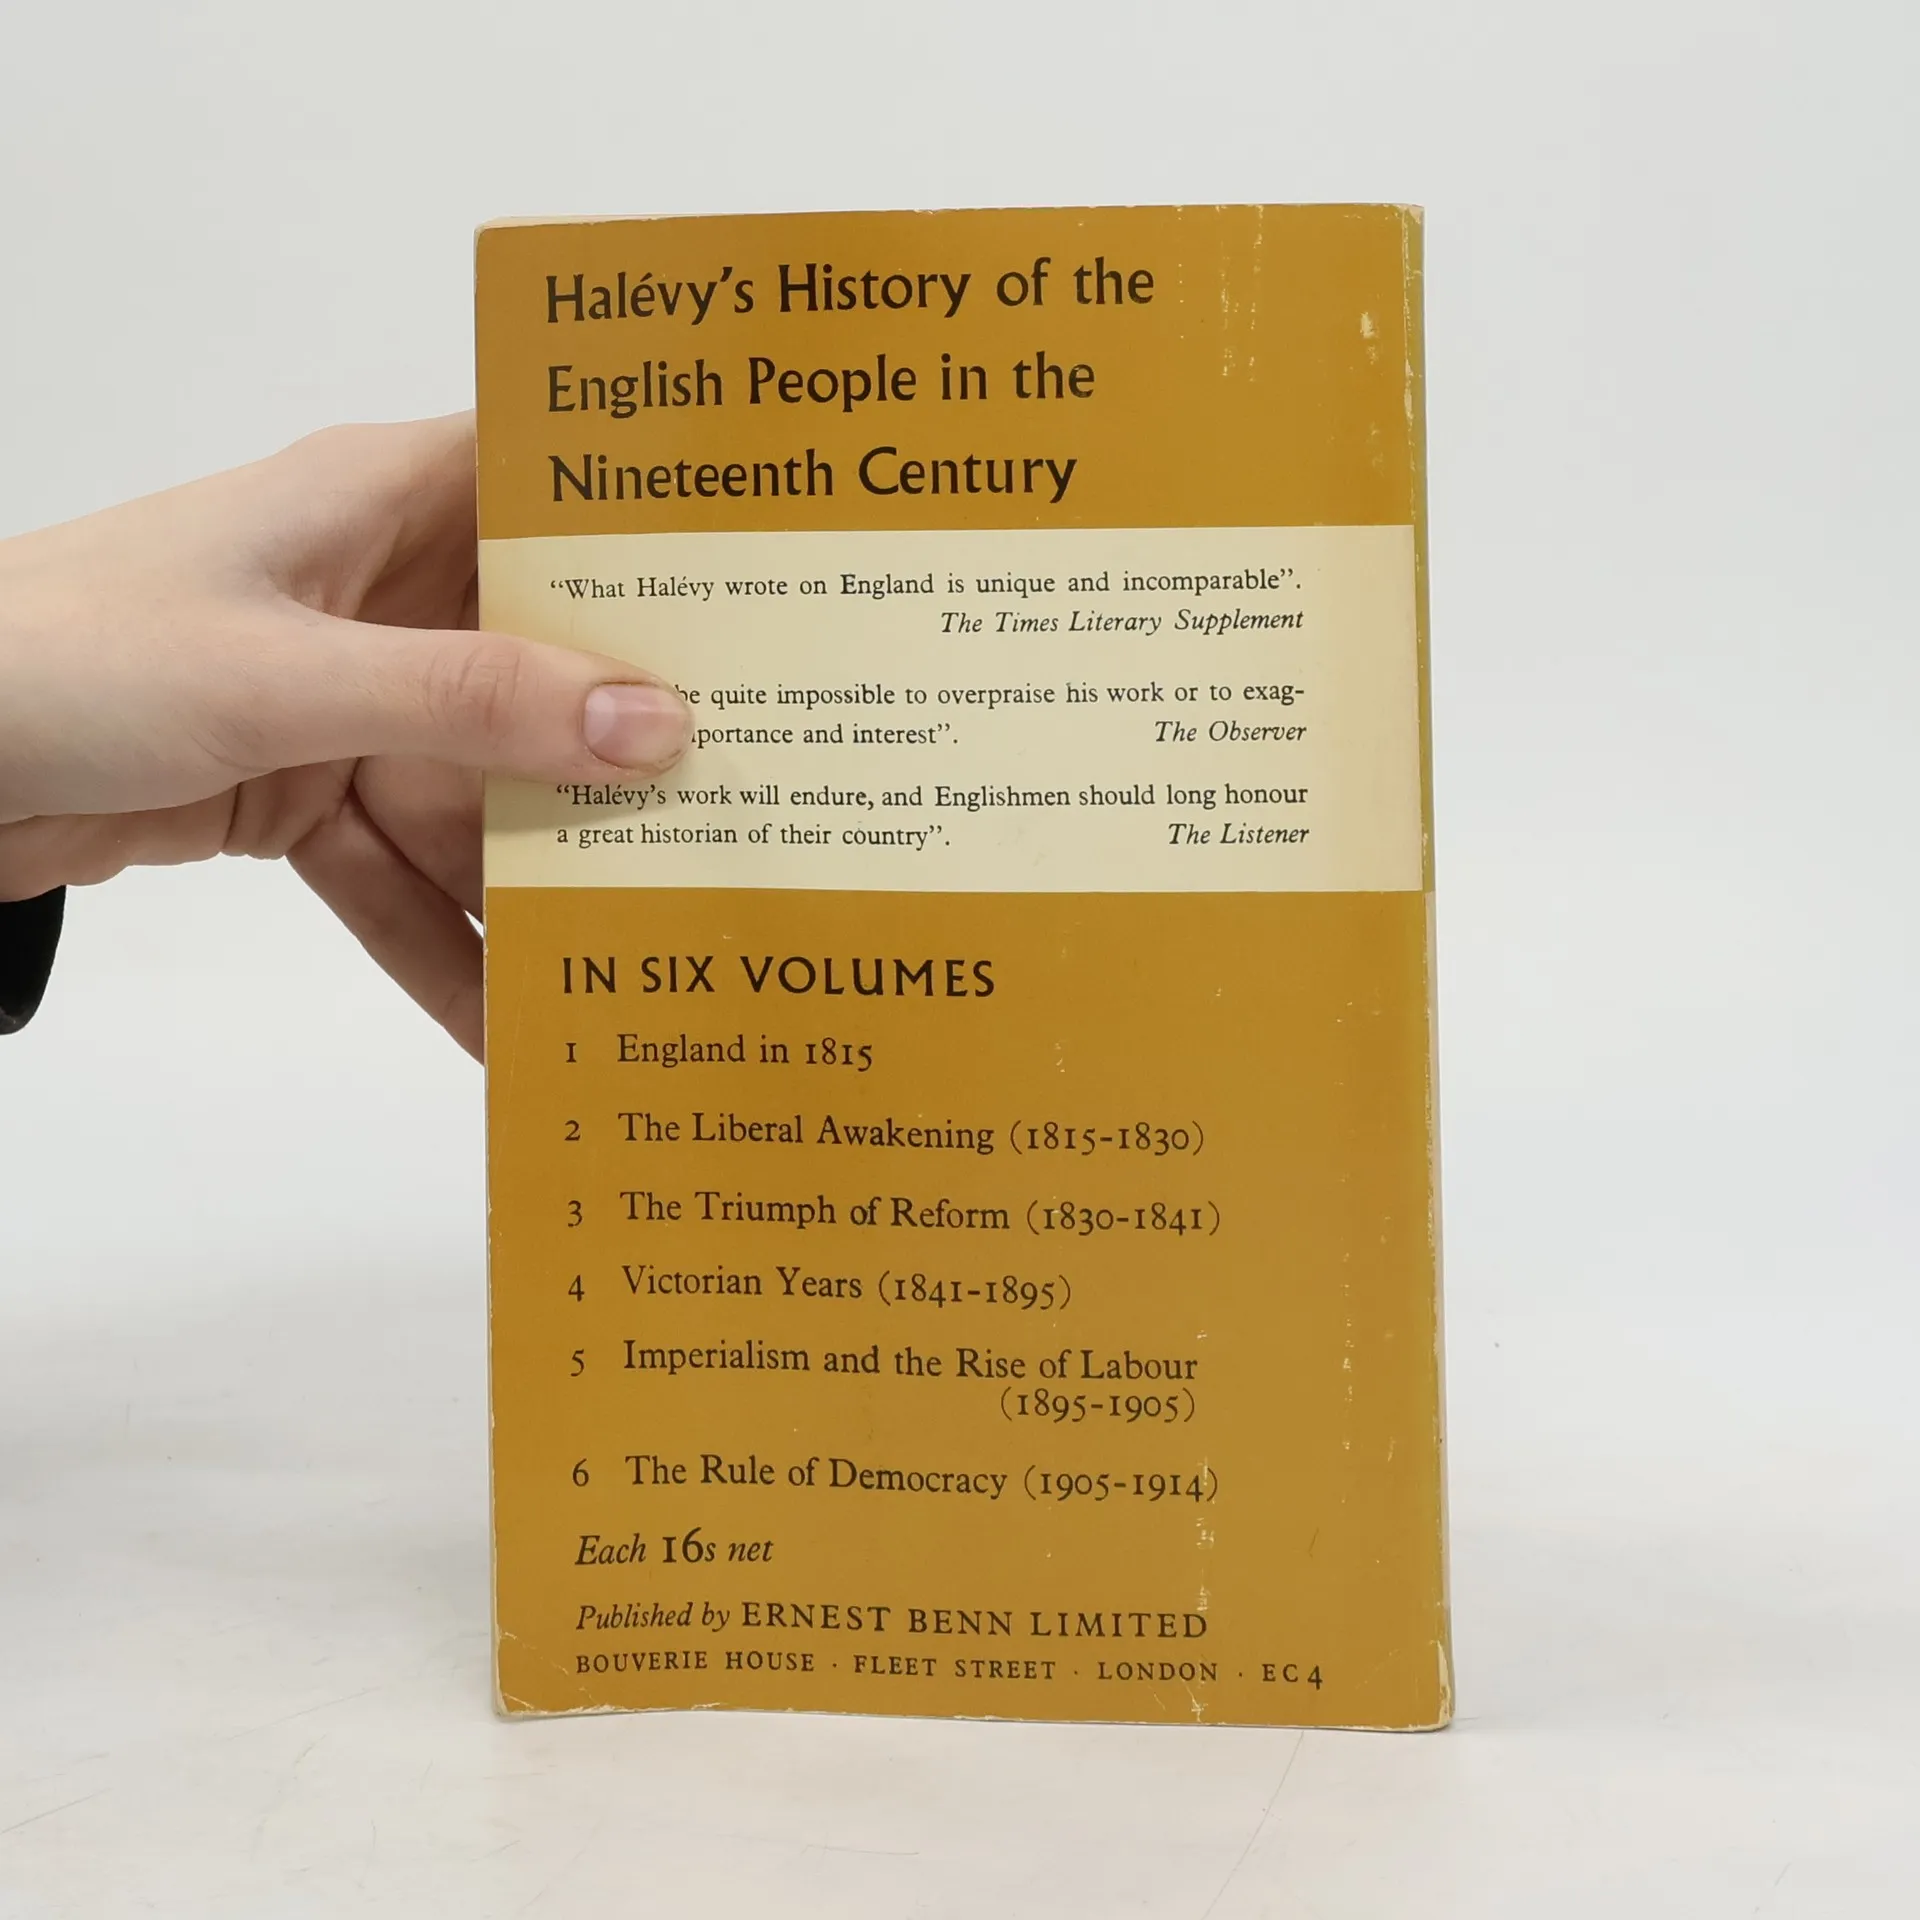 Halévy's History of the
English People in the
Nineteenth Century
“What Halévy wrote on England is unique and incomparable”.
The Times Literary Supplement
be quite impossible to overpraise his work or to exag-
and interest”. The Observer
“Halévy's work will endure, and Englishmen should long honour
a great historian of their country”. The Listener
IN SIX VOLUMES
1 England in 1815
2 The Liberal Awakening (1815-1830)
3 The Triumph of Reform (1830-1841)
4 Victorian Years (1841-1895)
5 Imperialism and the Rise of Labour
(1895-1905)
6 The Rule of Democracy (1905-1914)
Each 16s net
Published by ERNEST BENN LIMITED
BOUVERIE HOUSE · FLEET STREET · LONDON · EC4